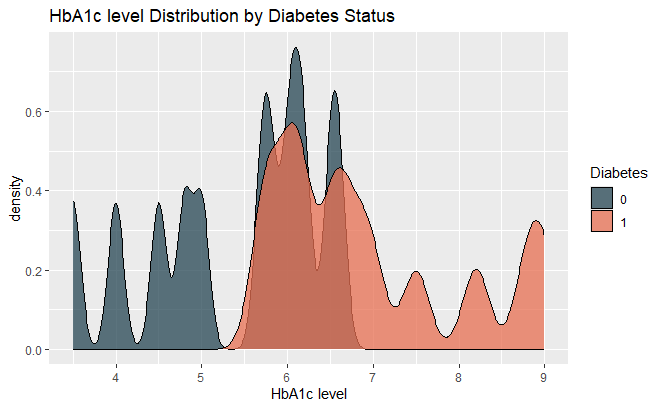 HbA1c level Distribution by Diabetes Status
density
0.6
0.4
0.2
0.0
4 5 6 7 8 9
HbA1c level
Diabetes
0
1